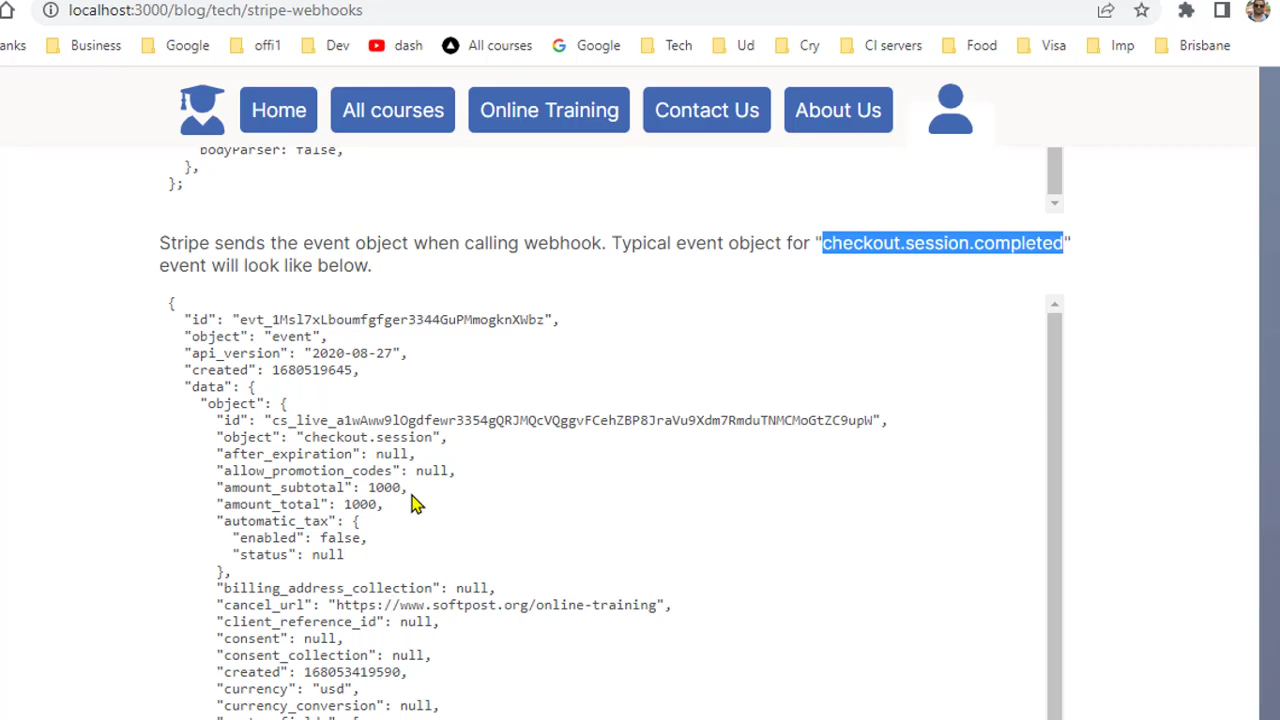 localhost:3000/blog/tech/stripe-webhooks
anks Business Google offi1 Dev dash All courses Google Tech Ud Cry CI servers Food Visa Imp Brisbane
Home All courses Online Training Contact Us About Us
bodyParser: false,
},
};
Stripe sends the event object when calling webhook. Typical event object for "checkout.session.completed"
event will look like below.
{
"id": "evt_1Msl7xLboumfgfger3344GuPMmogknXWbz",
"object": "event",
"api_version": "2020-08-27",
"created": 1680519645,
"data": {
"object": {
"id": "cs_live_a1wAww9lOgdfewr3354gQRJMQcVQggvFCehZBP8JraVu9Xdm7RmduTNMCMoGtZC9upW",
"object": "checkout.session",
"after_expiration": null,
"allow_promotion_codes": null,
"amount_subtotal": 1000,
"amount_total": 1000,
"automatic_tax": {
"enabled": false,
"status": null
},
"billing_address_collection": null,
"cancel_url": "https://www.softpost.org/online-training",
"client_reference_id": null,
"consent": null,
"consent_collection": null,
"created": 168053419590,
"currency": "usd",
"currency_conversion": null,